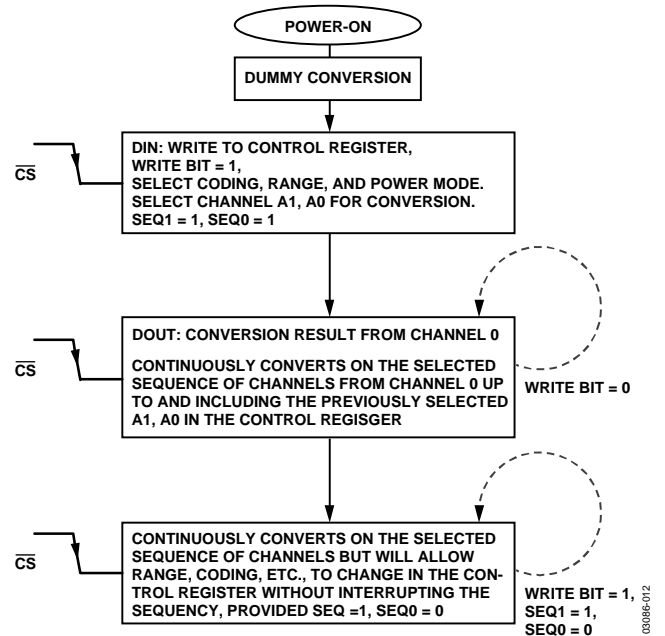 POWER-ON
DUMMY CONVERSION
CS
DIN: WRITE TO CONTROL REGISTER,
WRITE BIT = 1,
SELECT CODING, RANGE, AND POWER MODE.
SELECT CHANNEL A1, A0 FOR CONVERSION.
SEQ1 = 1, SEQ0 = 1
CS
DOUT: CONVERSION RESULT FROM CHANNEL 0
CONTINUOUSLY CONVERTS ON THE SELECTED
SEQUENCE OF CHANNELS FROM CHANNEL 0 UP
TO AND INCLUDING THE PREVIOUSLY SELECTED
A1, A0 IN THE CONTROL REGISGER
WRITE BIT = 0
CS
CONTINUOUSLY CONVERTS ON THE SELECTED
SEQUENCE OF CHANNELS BUT WILL ALLOW
RANGE, CODING, ETC., TO CHANGE IN THE CON-
TROL REGISTER WITHOUT INTERRUPTING THE
SEQUENCY, PROVIDED SEQ =1, SEQ0 = 0
WRITE BIT = 1,
SEQ1 = 1,
SEQ0 = 0
03086-012